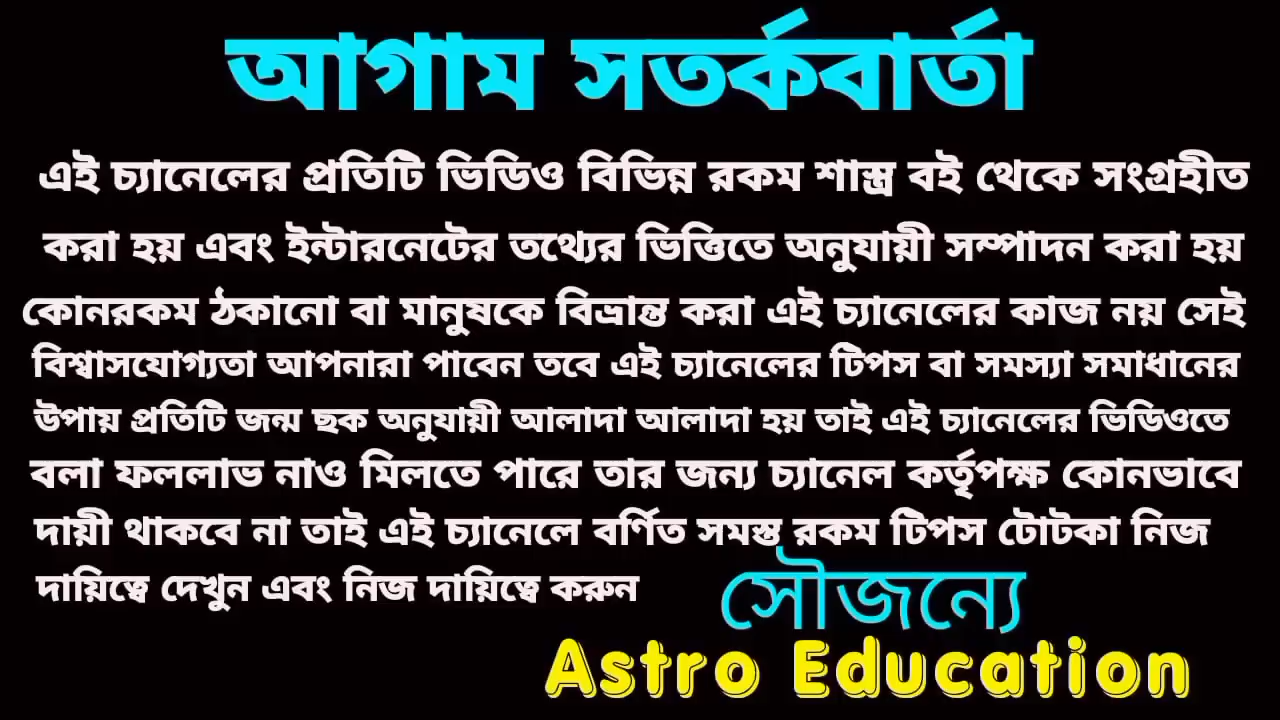 আগাম সতর্কবার্তা
এই চ্যানেলের প্রতিটি ভিডিও বিভিন্ন রকম শাস্ত্র বই থেকে সংগ্রহীত
করা হয় এবং ইন্টারনেটের তথ্যের ভিত্তিতে অনুযায়ী সম্পাদন করা হয়
কোনরকম ঠকানো বা মানুষকে বিভ্রান্ত করা এই চ্যানেলের কাজ নয় সেই
বিশ্বাসযোগ্যতা আপনারা পাবেন তবে এই চ্যানেলের টিপস বা সমস্যা সমাধানের
উপায় প্রতিটি জন্ম ছক অনুযায়ী আলাদা আলাদা হয় তাই এই চ্যানেলের ভিডিওতে
বলা ফললাভ নাও মিলতে পারে তার জন্য চ্যানেল কর্তৃপক্ষ কোনভাবে
দায়ী থাকবে না তাই এই চ্যানেলে বর্ণিত সমস্ত রকম টিপস টোটকা নিজ
দায়িত্বে দেখুন এবং নিজ দায়িত্বে করুন
সৌজন্যে
Astro Education